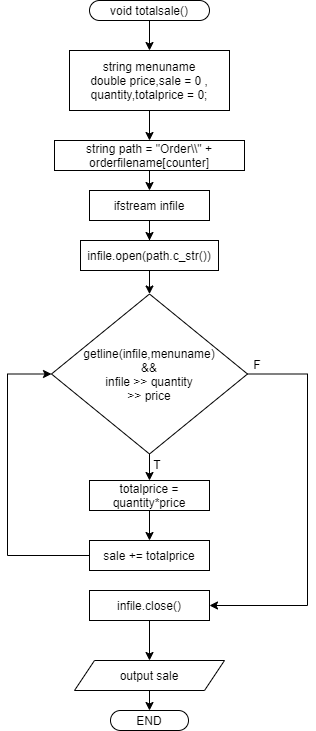 void totalsale()
string menuname
double price,sale = 0 ,
quantity,totalprice = 0;
string path = "Order\\" +
orderfilename[counter]
ifstream infile
infile.open(path.c_str())
getline(infile,menuname)
&&
infile >> quantity
>> price
F
T
totalprice =
quantity*price
sale += totalprice
infile.close()
output sale
END